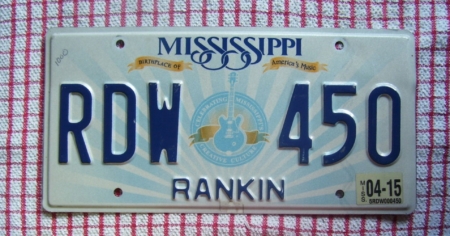 MISSISSIPPI
BIRTHPLACE OF AMERICA'S MUSIC
RDW 450
RANKIN
04-15